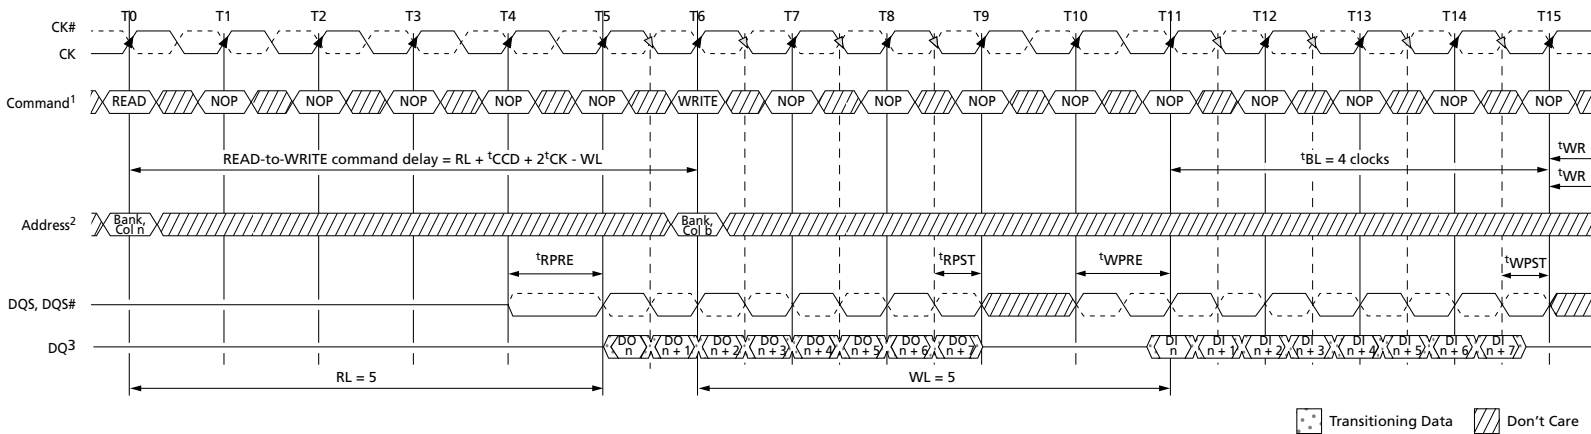 T0 T1 T2 T3 T4 T5 T6 T7 T8 T9 T10 T11 T12 T13 T14 T15
CK#
CK
Command¹ READ NOP NOP NOP NOP NOP WRITE NOP NOP NOP NOP NOP NOP NOP NOP NOP
READ-to-WRITE command delay = RL + ᵗCCD + 2ᵗCK - WL
ᵗBL = 4 clocks
ᵗWR
ᵗWR
Address² Bank, Col n Bank, Col b
ᵗRPRE ᵗRPST ᵗWPRE ᵗWPST
DQS, DQS#
DQ³ DO n DO n + 1 DO n + 2 DO n + 3 DO n + 4 DO n + 5 DO n + 6 DO n + 7 DI n DI n + 1 DI n + 2 DI n + 3 DI n + 4 DI n + 5 DI n + 6 DI n + 7
RL = 5 WL = 5
Transitioning Data Don't Care